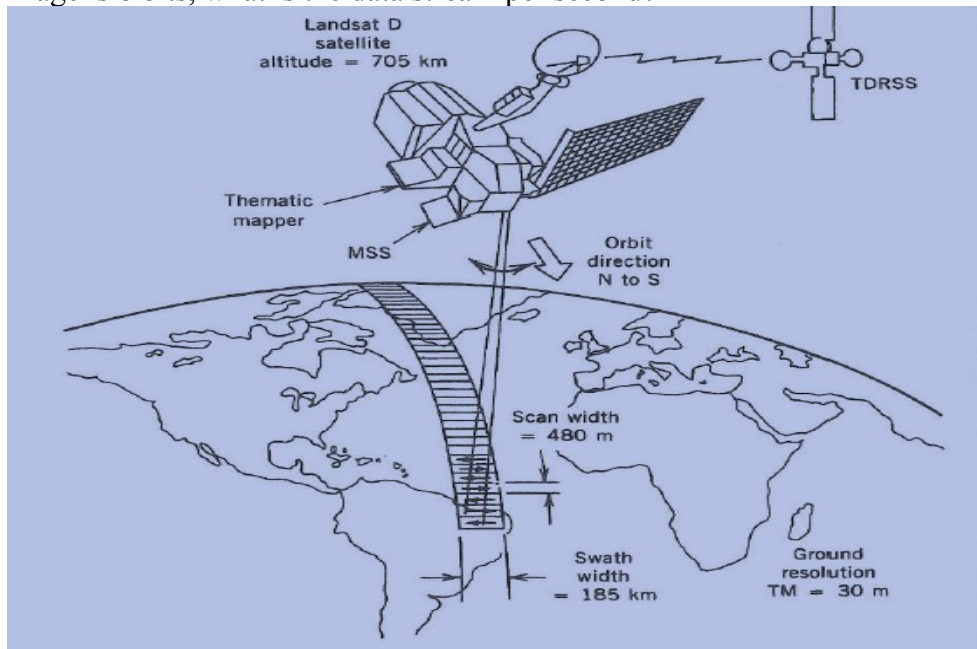 Landsat D
satellite
altitude = 705 km
TDRSS
Thematic
mapper
MSS
Orbit
direction
N to S
Scan width
= 480 m
Swath
width
= 185 km
Ground
resolution
TM = 30 m